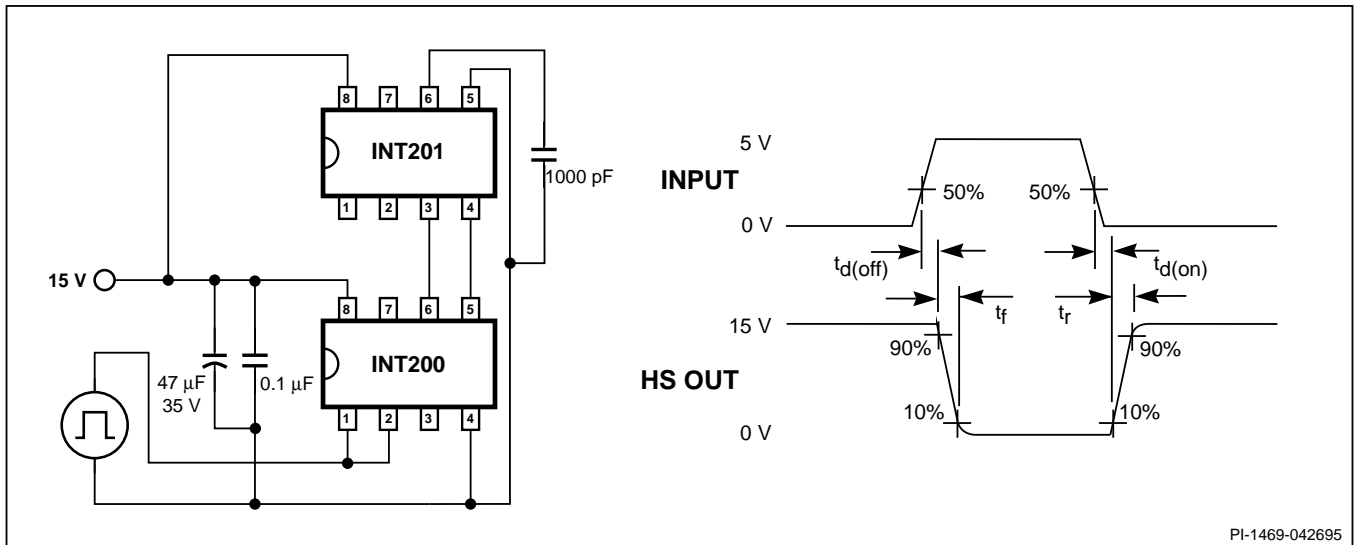 8 7 6 5
INT201
1 2 3 4
1000 pF
15 V
8 7 6 5
INT200
1 2 3 4
47 μF
35 V
0.1 μF
INPUT
5 V
0 V
50%
50%
td(off)
td(on)
tf
tr
HS OUT
15 V
0 V
90%
90%
10%
10%
PI-1469-042695